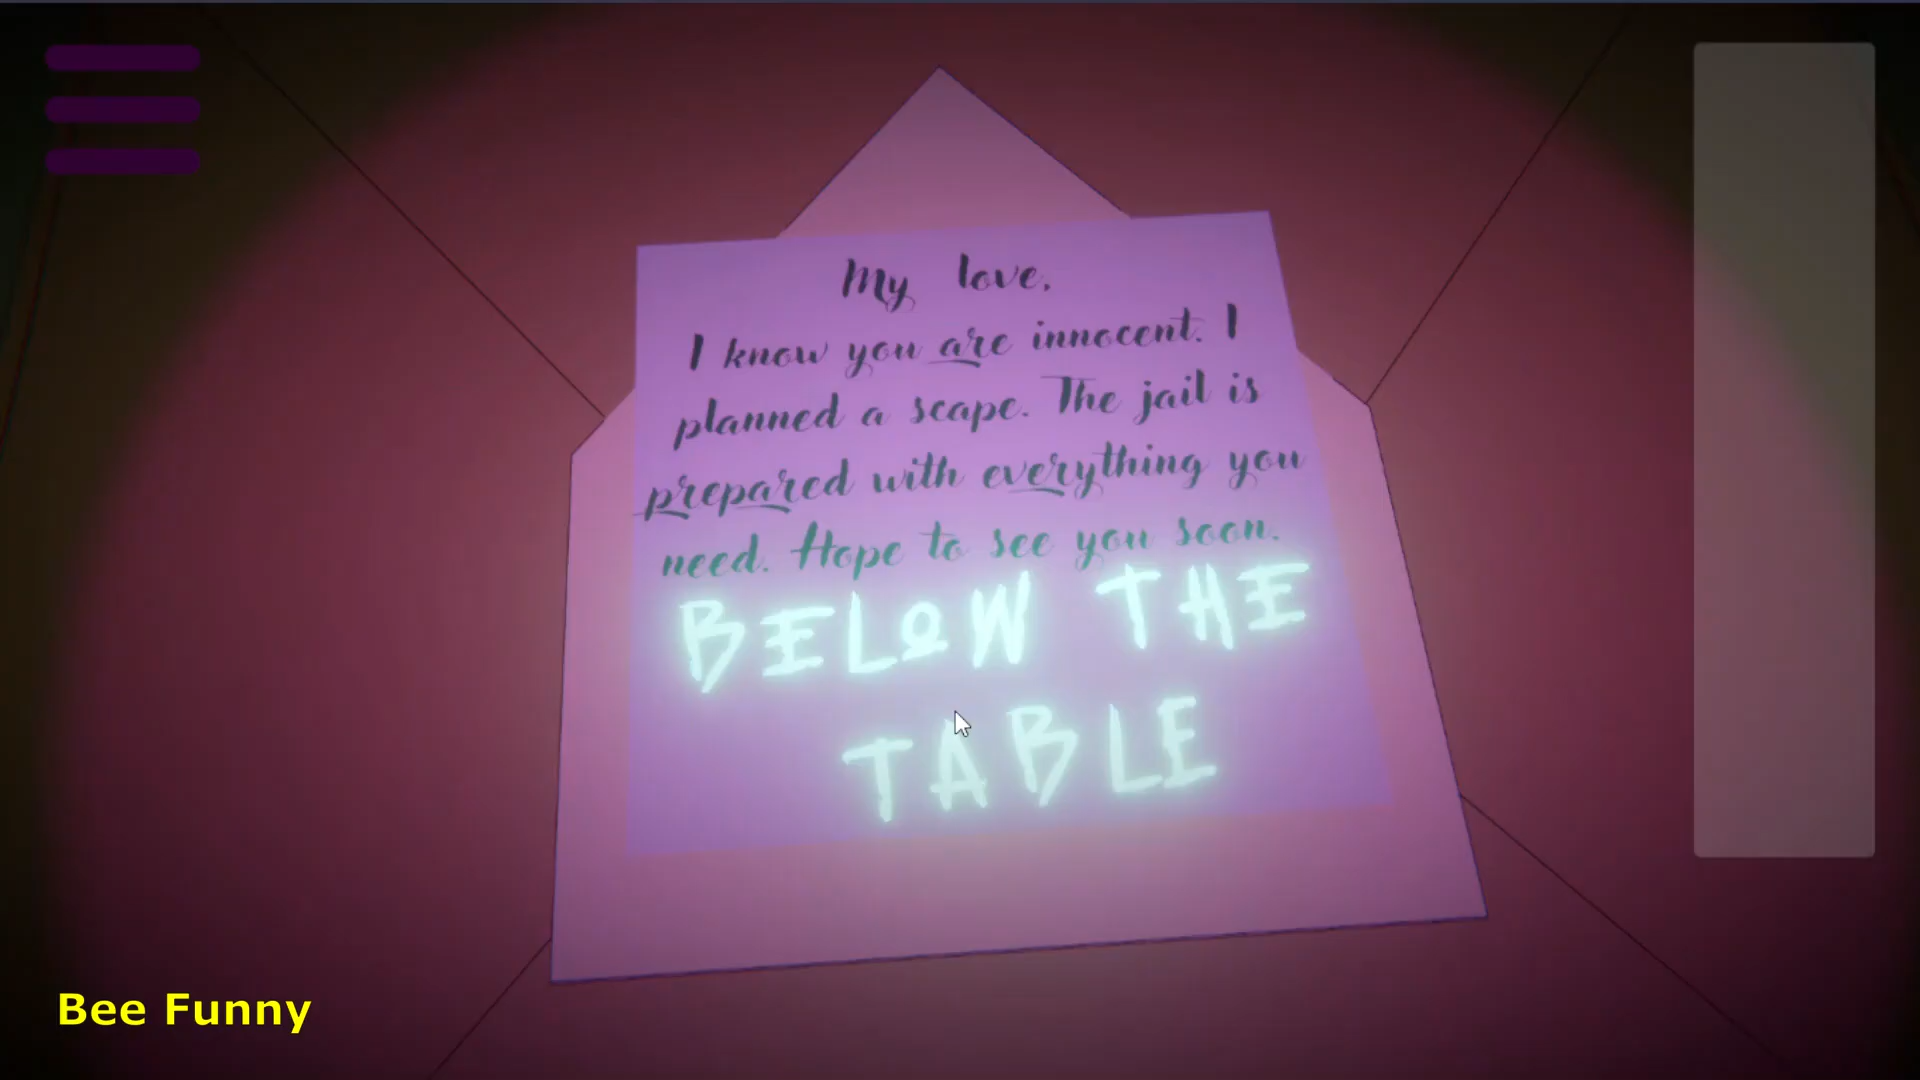 My love,
I know you are innocent. I
planned a scape. The jail is
prepared with everything you
need. Hope to see you soon.
BELOW THE
TABLE
Bee Funny